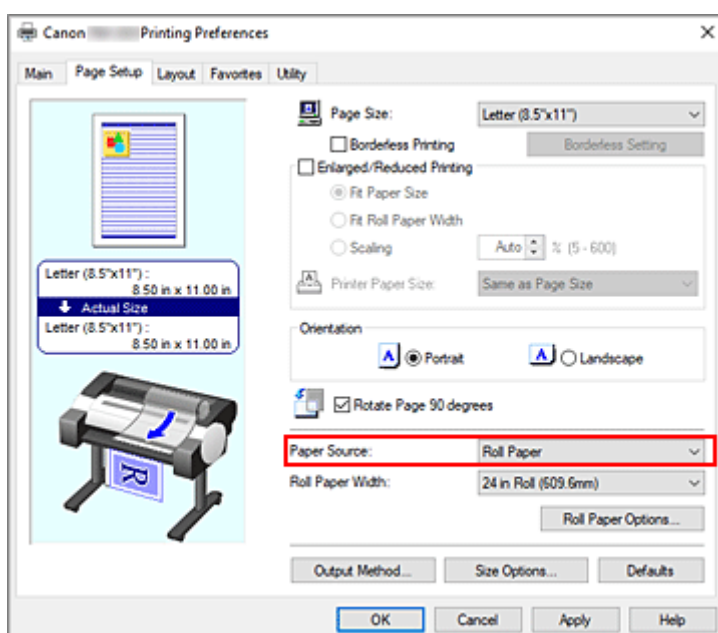 Canon Printing Preferences
Main Page Setup Layout Favorites Utility
Page Size: Letter (8.5"x11")
Borderless Printing Borderless Setting
Enlarged/Reduced Printing
Fit Paper Size
Fit Roll Paper Width
Scaling Auto % (5 - 600)
Printer Paper Size: Same as Page Size
Letter (8.5"x11") :
8.50 in x 11.00 in
Actual Size
Letter (8.5"x11") :
8.50 in x 11.00 in
Orientation
A Portrait A Landscape
Rotate Page 90 degrees
Paper Source: Roll Paper
Roll Paper Width: 24 in Roll (609.6mm)
R
Roll Paper Options...
Output Method... Size Options... Defaults
OK Cancel Apply Help